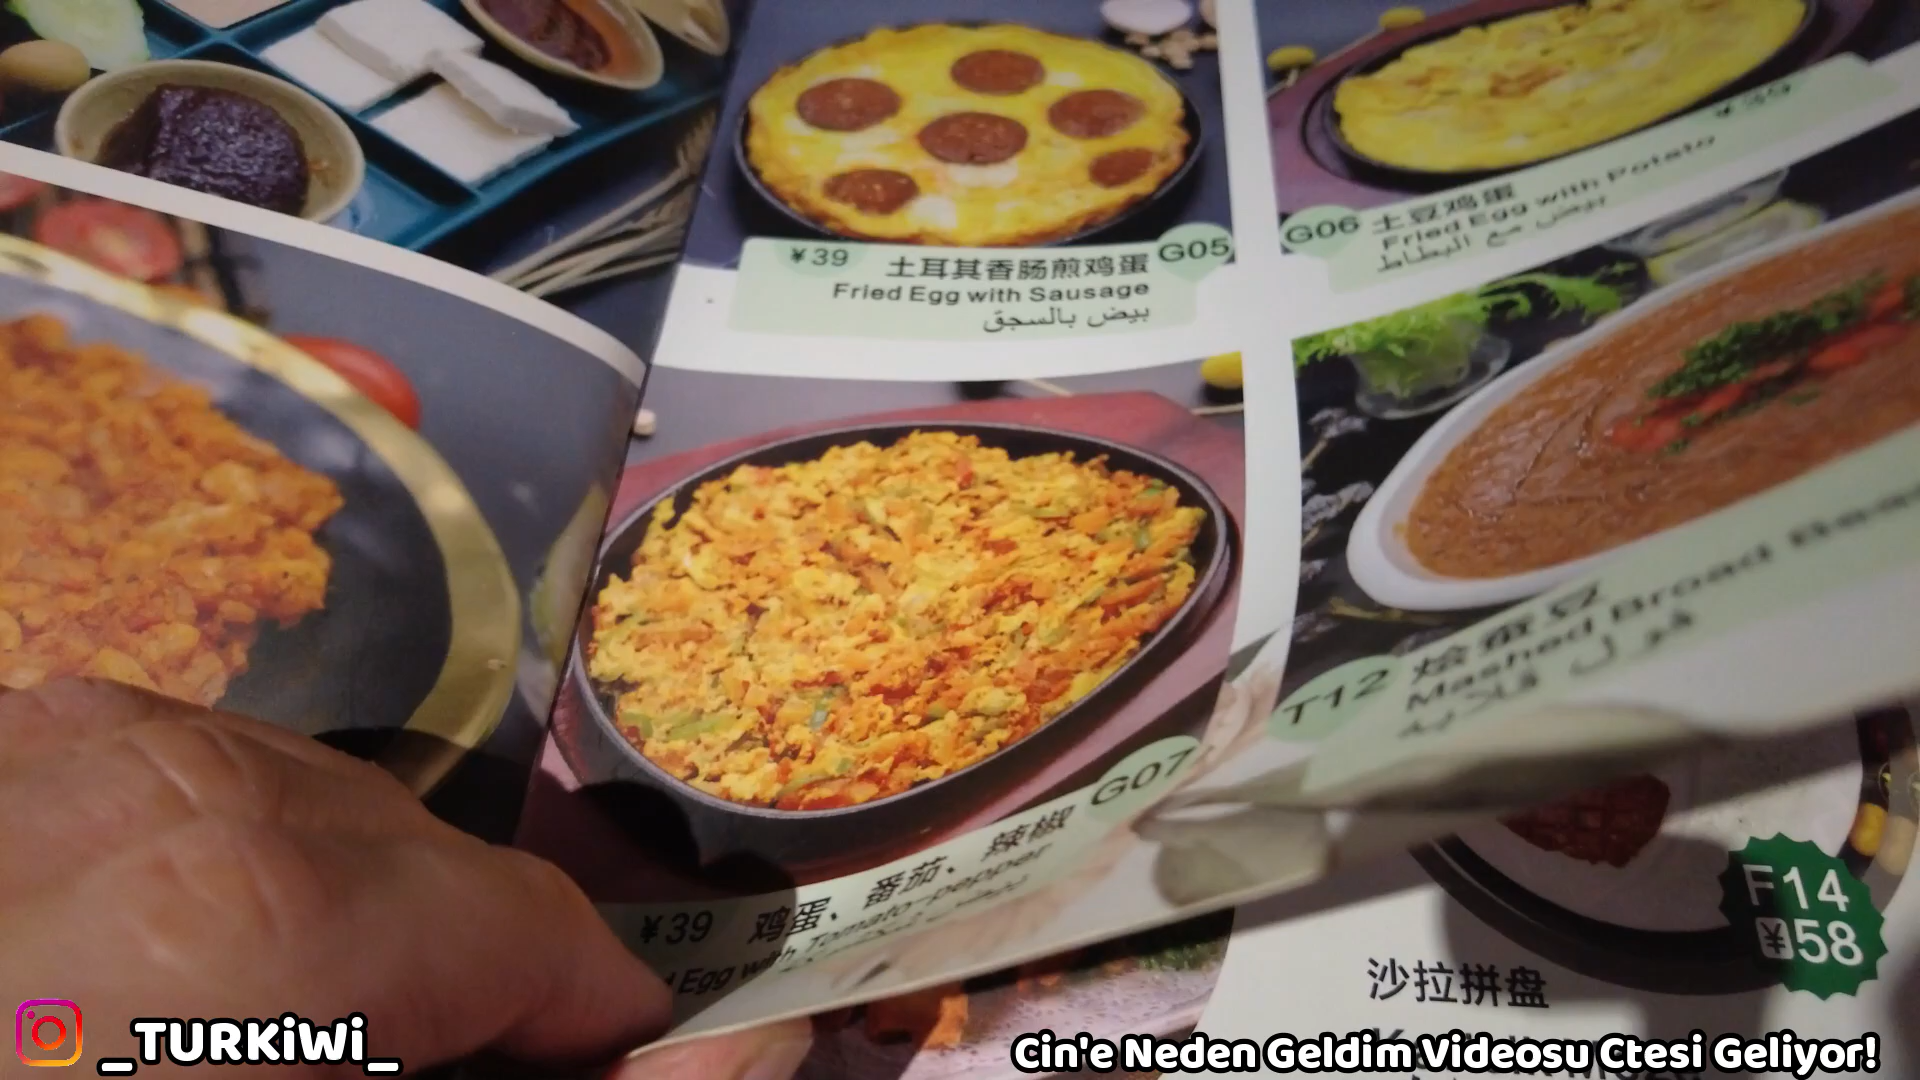 ¥39 土耳其香肠煎鸡蛋 G05
Fried Egg with Sausage
بيض بالسجق
¥39
G06 土豆鸡蛋
Fried Egg with Potato
بيض مع البطاط
T12 烩蚕豆
Mashed Broad
فول قلابه
G07
¥39 鸡蛋、番茄、辣椒
Egg with Tomato-pepper
F14
¥58
沙拉拼盘
_TURKiWi_
Cin'e Neden Geldim Videosu Ctesi Geliyor!